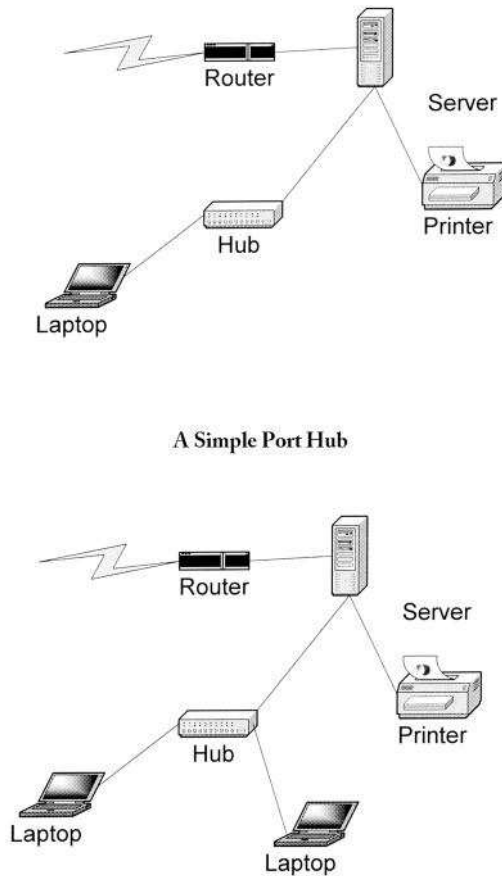 Router
Server
Printer
Hub
Laptop
A Simple Port Hub
Router
Server
Printer
Hub
Laptop
Laptop